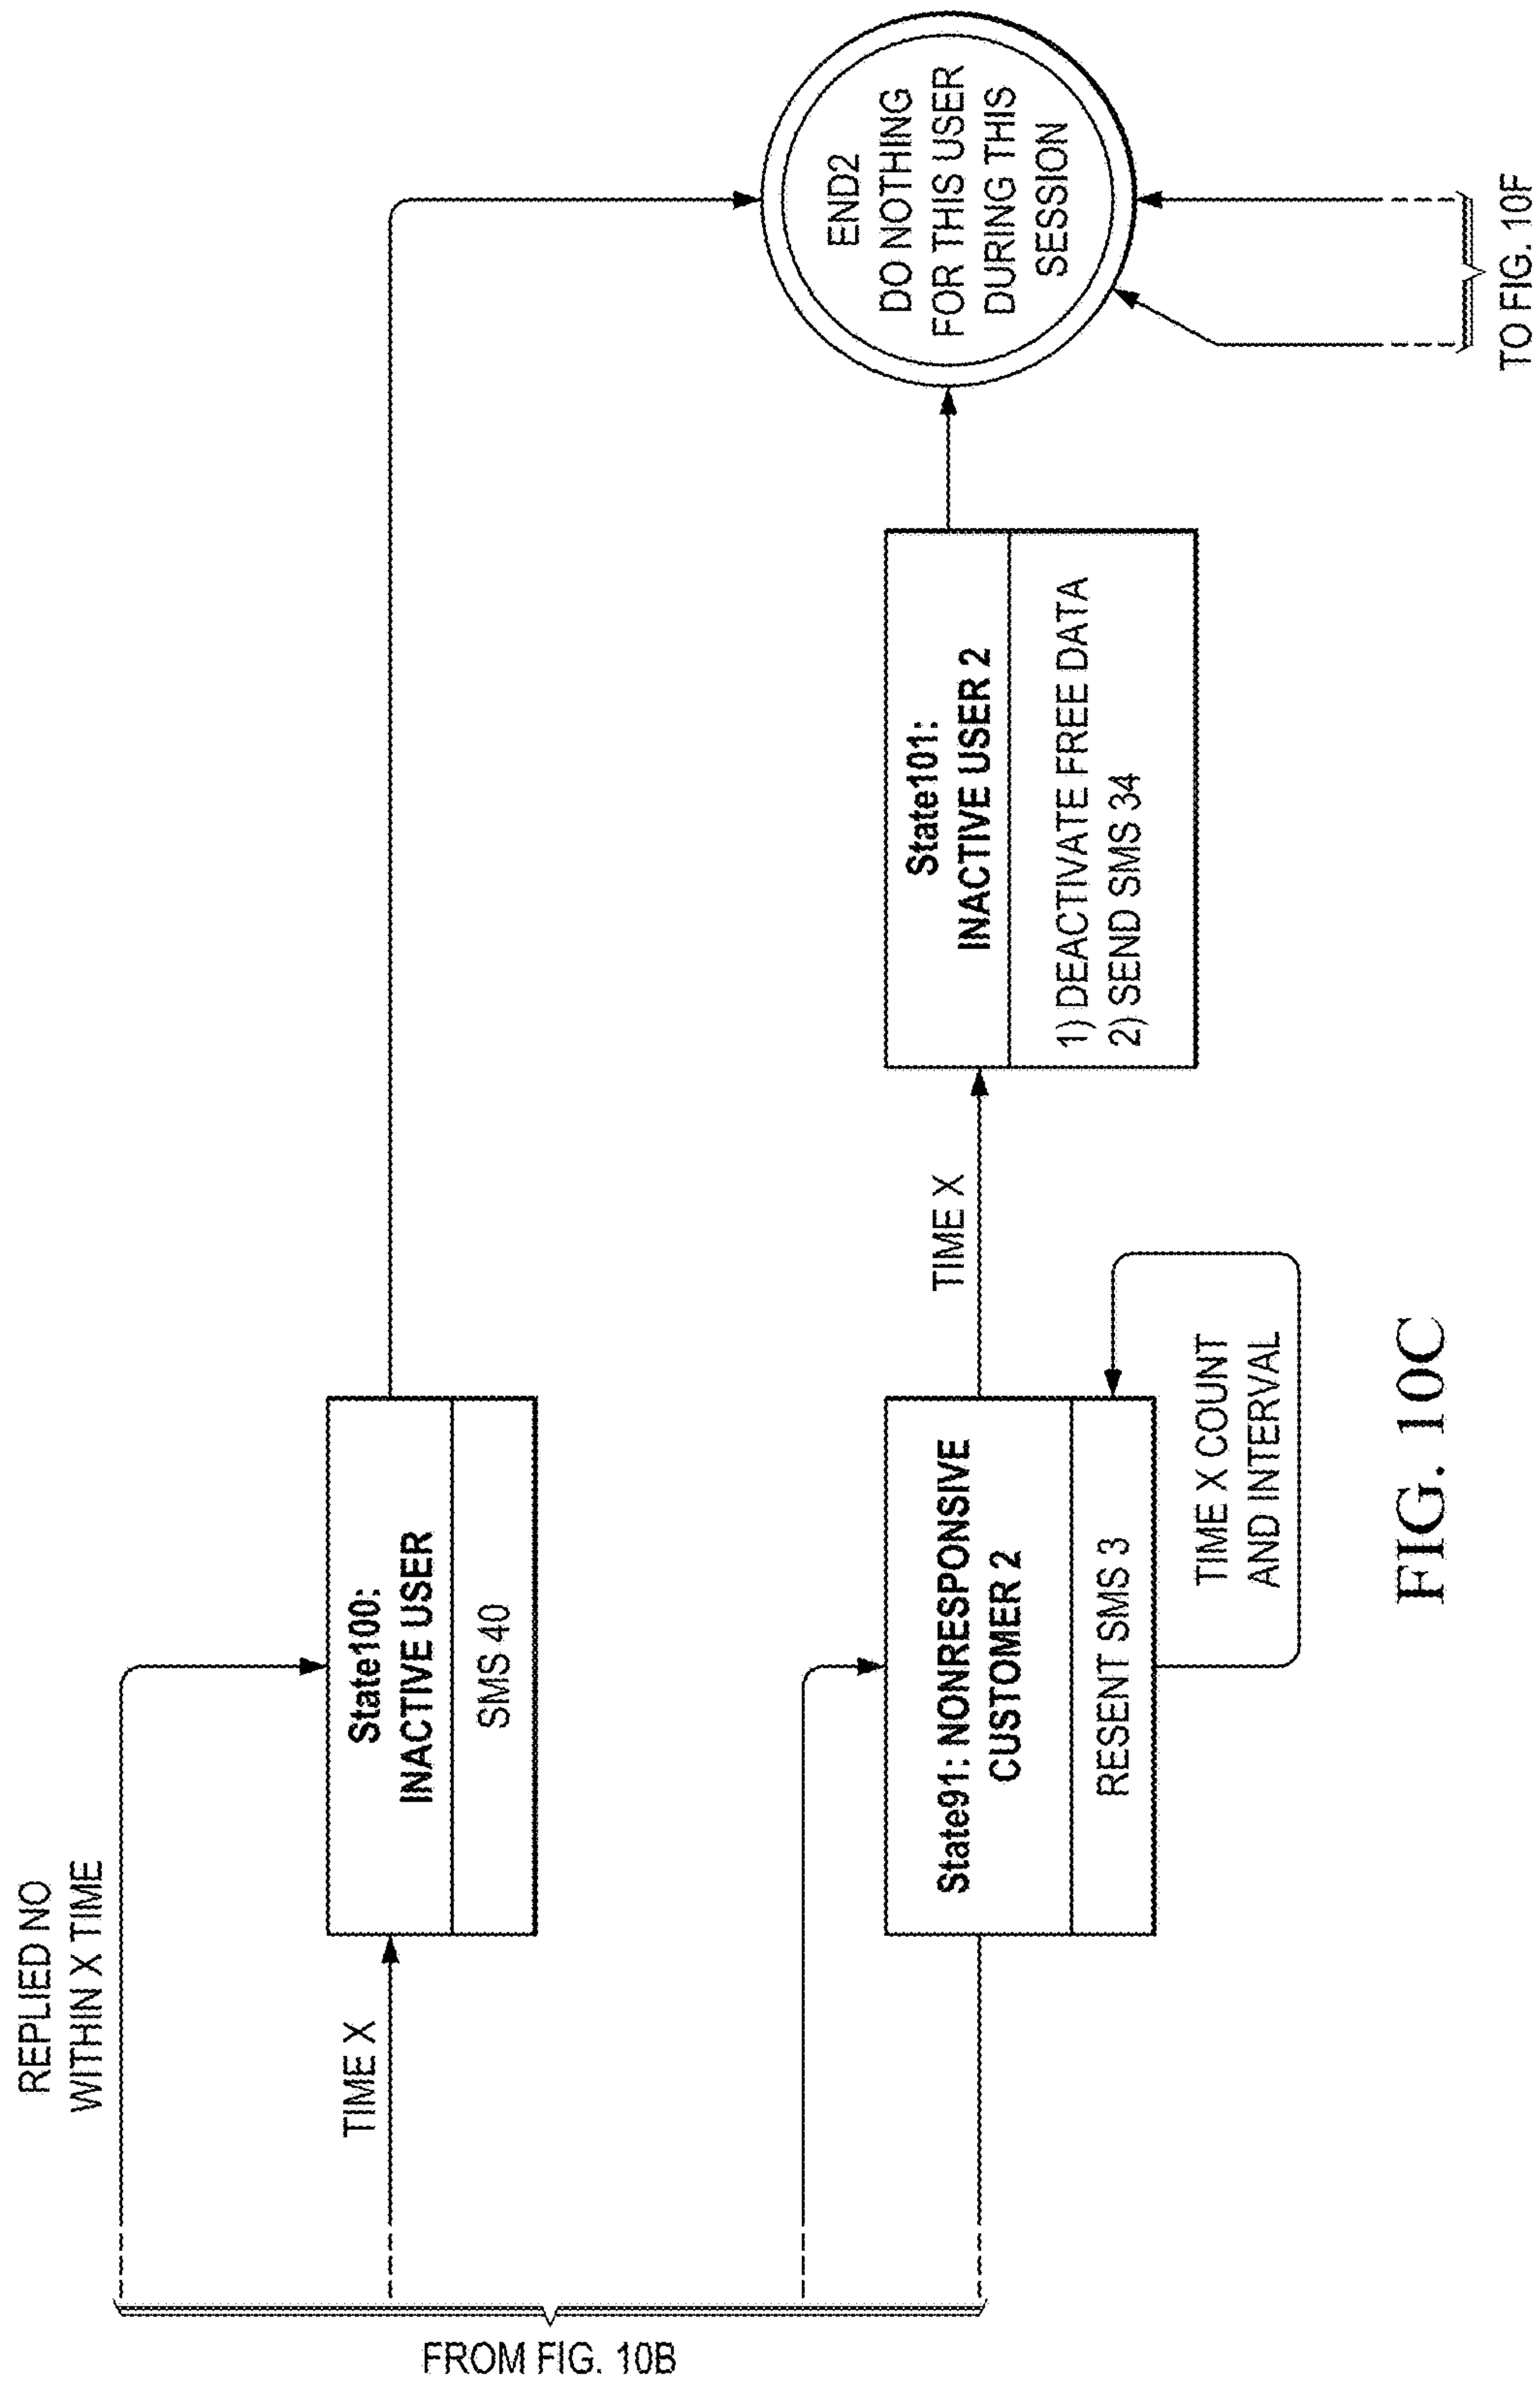 REPLIED NO
WITHIN X TIME
TIME X
State100:
INACTIVE USER
SMS 40
FROM FIG. 10B
State91: NONRESPONSIVE
CUSTOMER 2
RESENT SMS 3
TIME X COUNT
AND INTERVAL
TIME X
State101:
INACTIVE USER 2
1) DEACTIVATE FREE DATA
2) SEND SMS 34
END2
DO NOTHING
FOR THIS USER
DURING THIS
SESSION
TO FIG. 10F
FIG. 10C